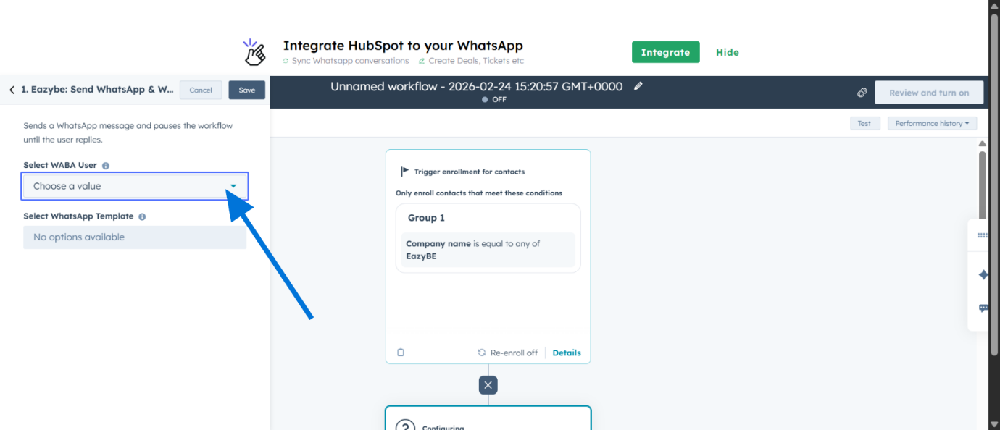 Integrate HubSpot to your WhatsApp
Sync Whatsapp conversations Create Deals, Tickets etc
Integrate
Hide
1. Eazybe: Send WhatsApp & W...
Cancel
Save
Unnamed workflow - 2026-02-24 15:20:57 GMT+0000
OFF
Review and turn on
Test
Performance history
Sends a WhatsApp message and pauses the workflow
until the user replies.
Select WABA User
Choose a value
Select WhatsApp Template
No options available
Trigger enrollment for contacts
Only enroll contacts that meet these conditions
Group 1
Company name is equal to any of
EazyBE
Re-enroll off
Details
Configuring